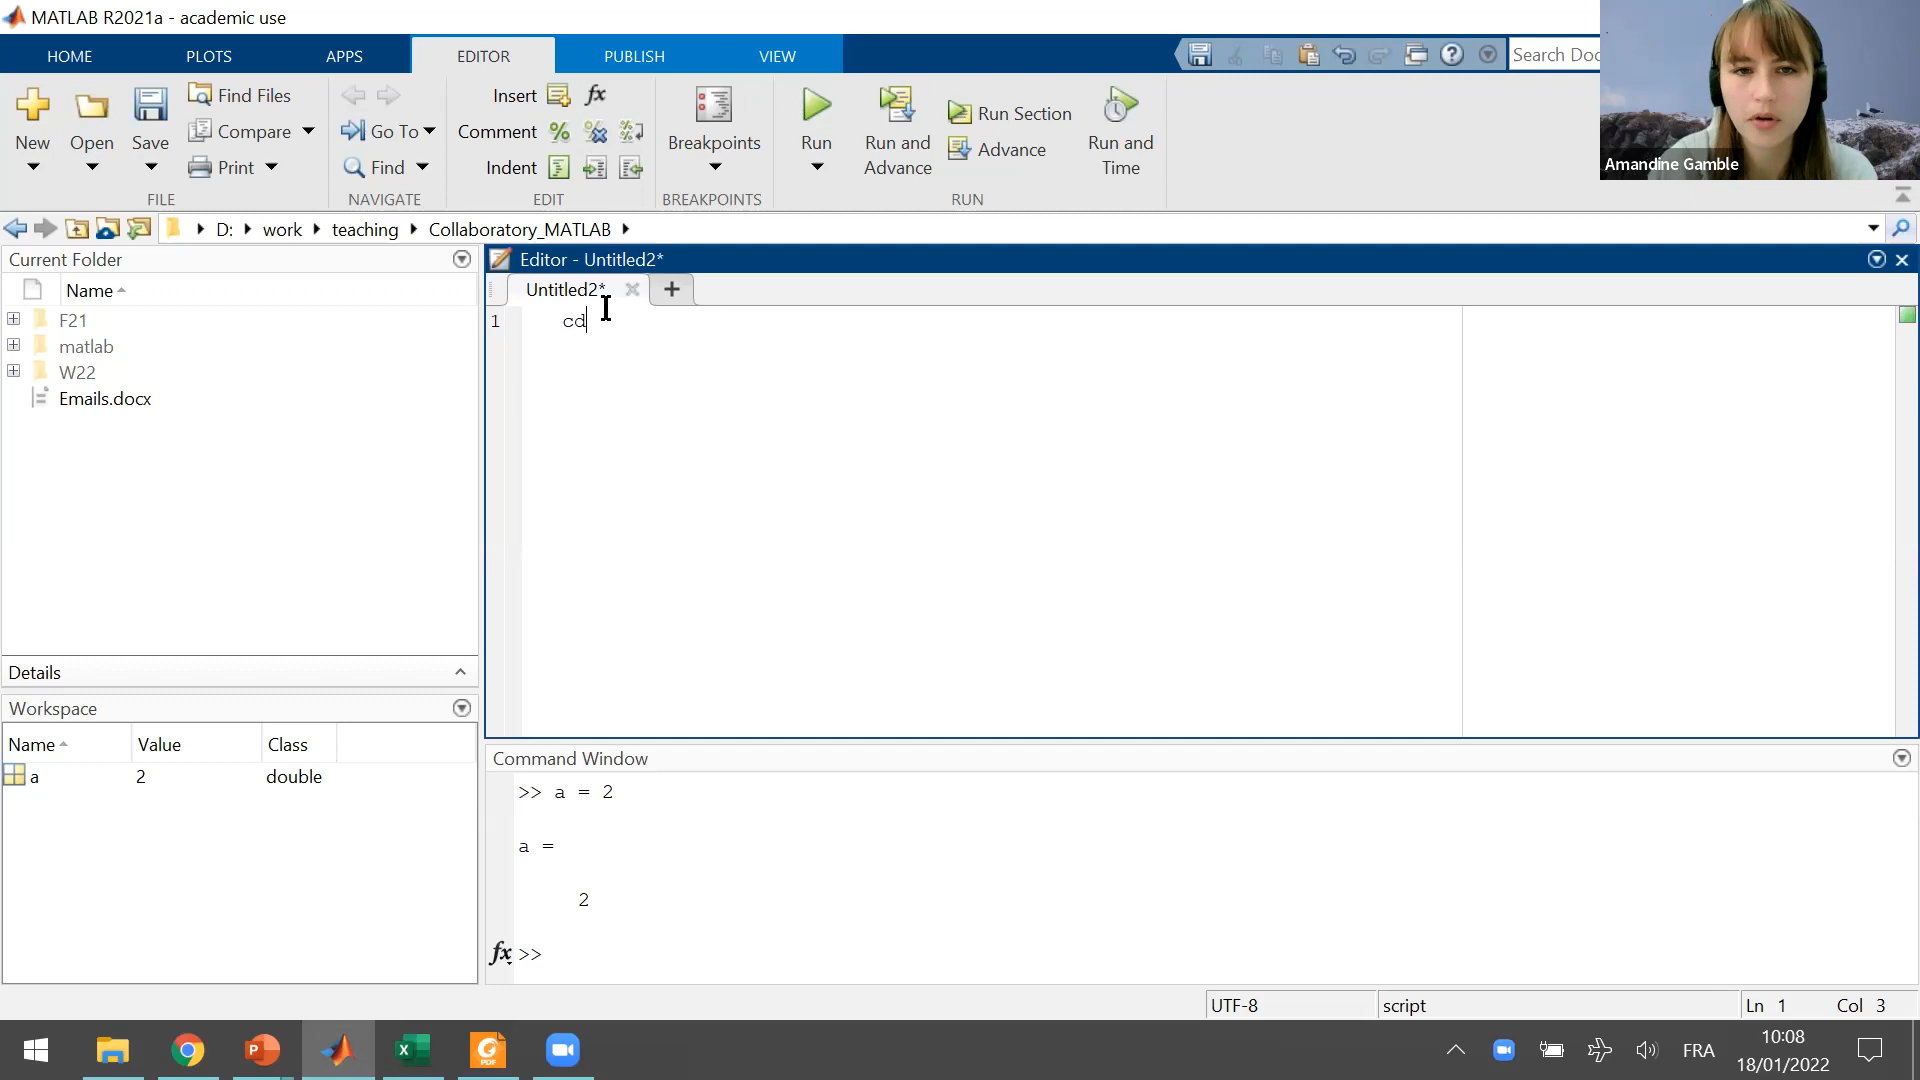 MATLAB R2021a - academic use
HOME PLOTS APPS EDITOR PUBLISH VIEW
Search Doc
New Open Save
Find Files
Compare
Print
FILE
Go To
Find
NAVIGATE
Insert fx
Comment
Indent
EDIT
Breakpoints
BREAKPOINTS
Run
Run and
Advance
Run Section
Advance
Run and
Time
RUN
Amandine Gamble
D: work teaching Collaboratory_MATLAB
Current Folder
Name
F21
matlab
W22
Emails.docx
Details
Workspace
Name Value Class
a 2 double
Editor - Untitled2*
Untitled2* +
1 cd
Command Window
>> a = 2
a =
2
fx >>
UTF-8 script Ln 1 Col 3
FRA
10:08
18/01/2022
P
X
PDF